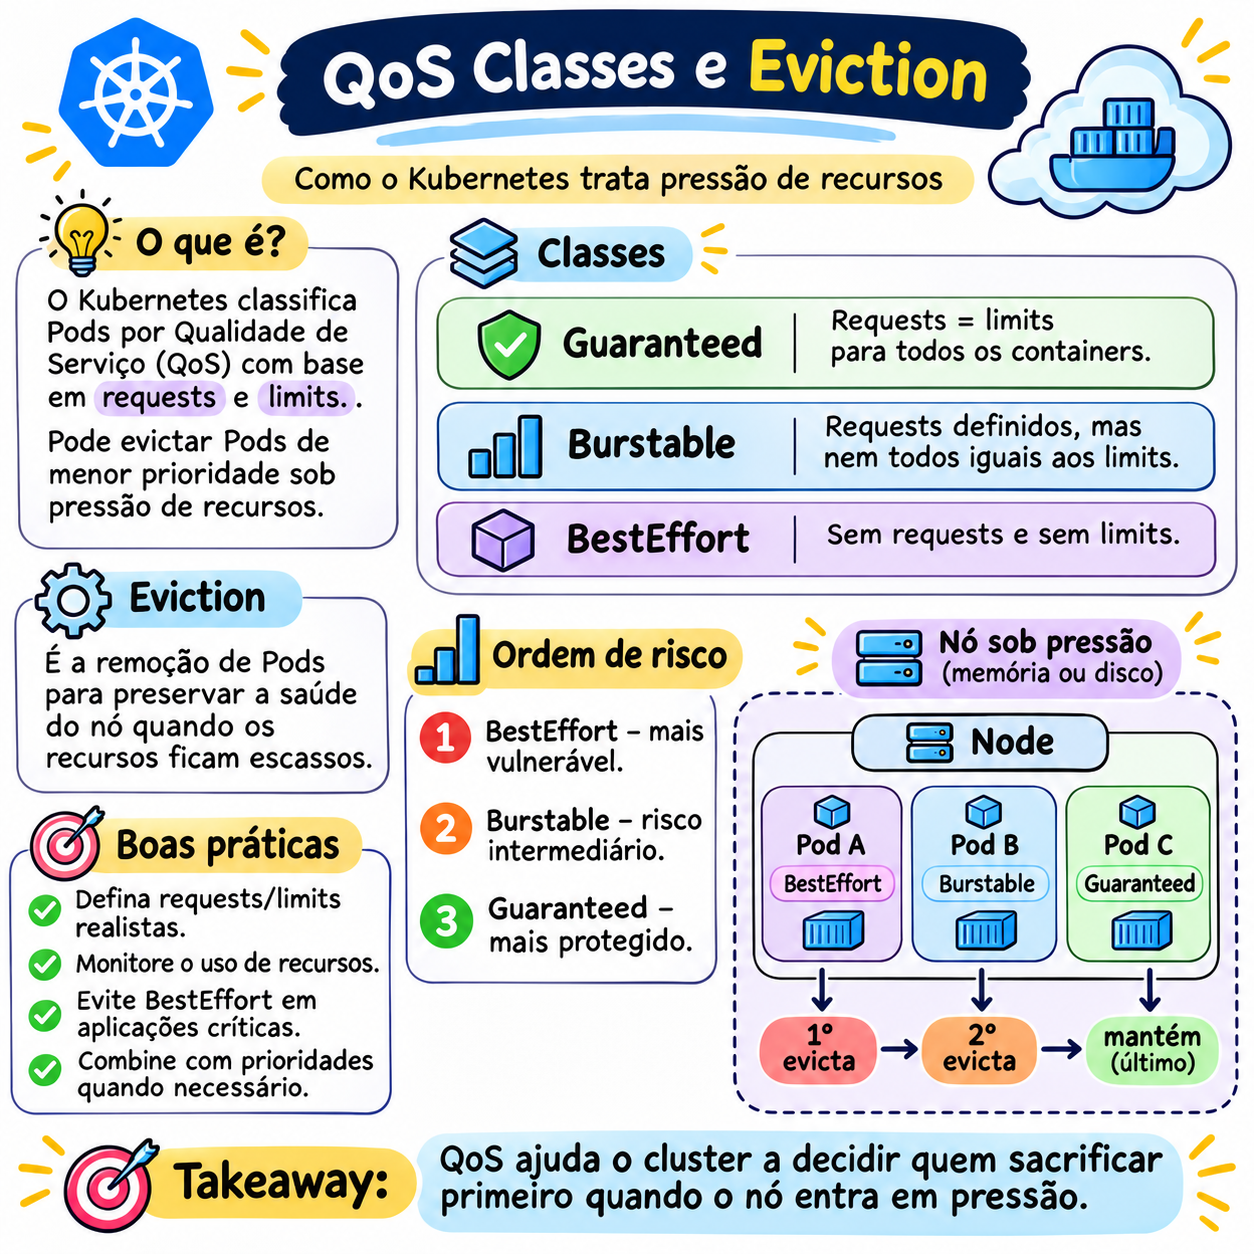 QoS Classes e Eviction
Como o Kubernetes trata pressão de recursos
O que é?
O Kubernetes classifica
Pods por Qualidade de
Serviço (QoS) com base
em requests e limits. .
Pode evictar Pods de
menor prioridade sob
pressão de recursos.
Classes
Guaranteed
Requests = limits
para todos os containers.
Burstable
Requests definidos, mas
nem todos iguais aos limits.
BestEffort
Sem requests e sem limits.
Eviction
É a remoção de Pods
para preservar a saúde
do nó quando os
recursos ficam escassos.
Ordem de risco
1
BestEffort – mais
vulnerável.
2
Burstable – risco
intermediário.
3
Guaranteed –
mais protegido.
Nó sob pressão
(memória ou disco)
Node
Pod A
BestEffort
Pod B
Burstable
Pod C
Guaranteed
1º
evicta
2º
evicta
mantém
(último)
Boas práticas
Defina requests/limits
realistas.
Monitore o uso de recursos.
Evite BestEffort em
aplicações críticas.
Combine com prioridades
quando necessário.
Takeaway:
QoS ajuda o cluster a decidir quem sacrificar
primeiro quando o nó entra em pressão.